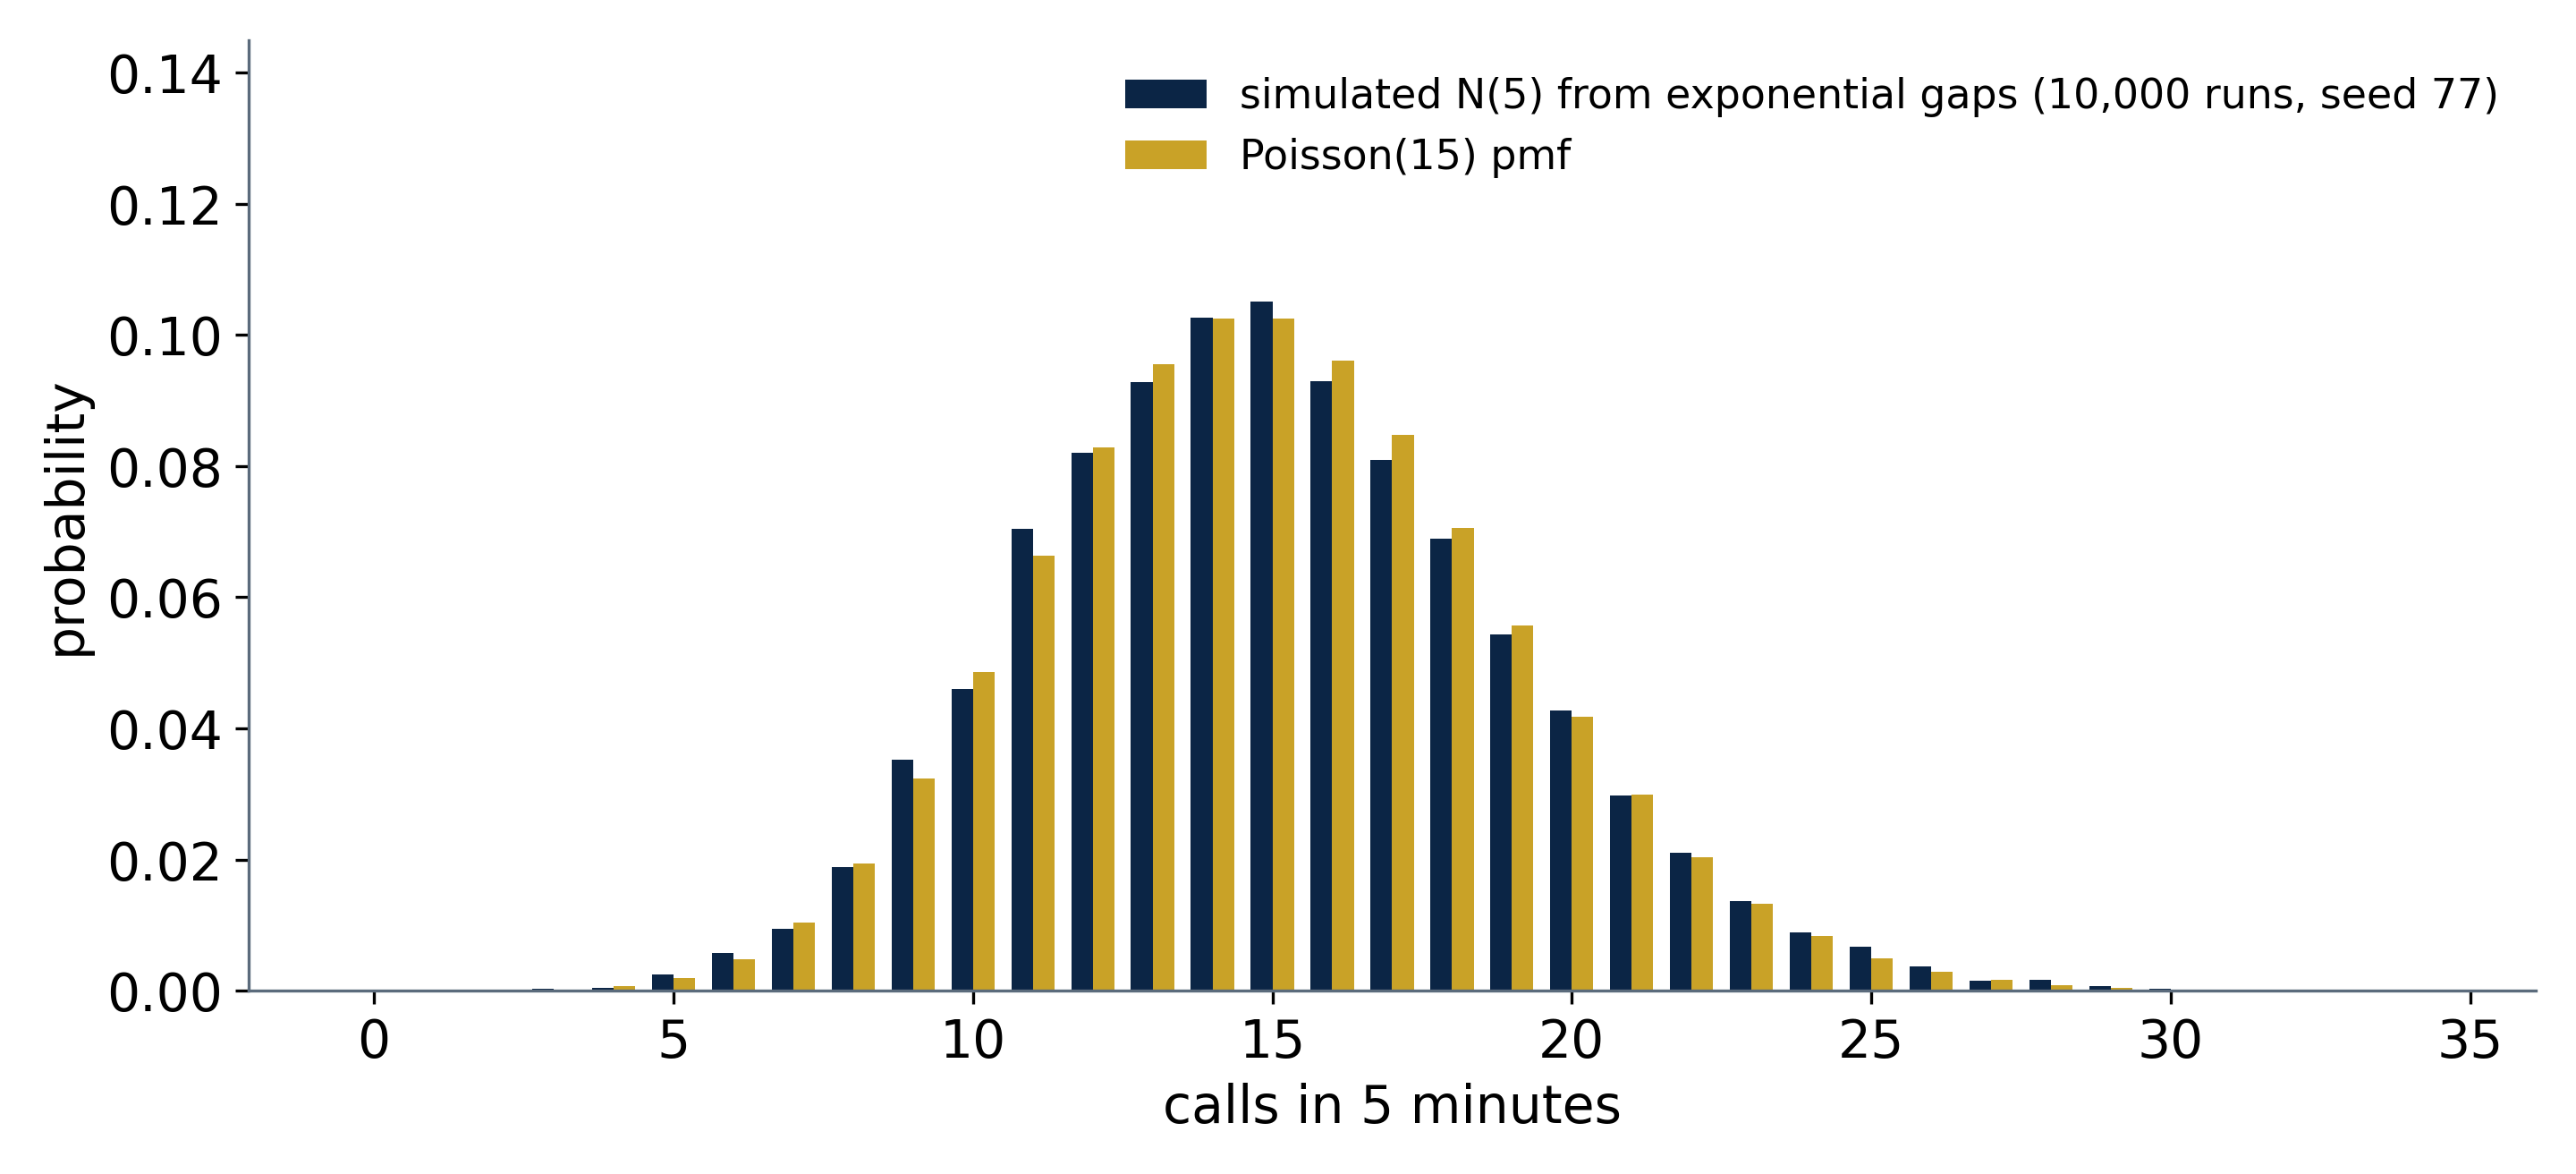 simulated N(5) from exponential gaps (10,000 runs, seed 77)
Poisson(15) pmf
probability
0.14
0.12
0.10
0.08
0.06
0.04
0.02
0.00
0 5 10 15 20 25 30 35
calls in 5 minutes